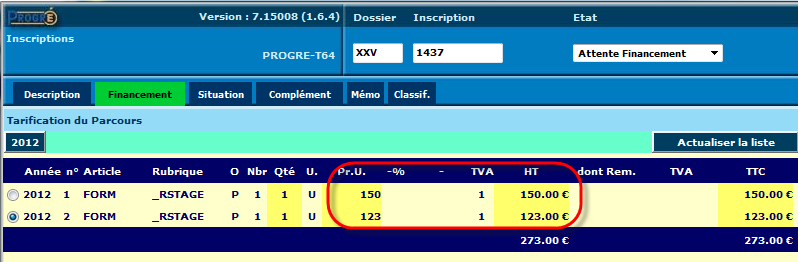 PROGRÉ Version : 7.15008 (1.6.4) Dossier Inscription Etat
Inscriptions
PROGRE-T64 XXV 1437 Attente Financement
Description Financement Situation Complément Mémo Classif.
Tarification du Parcours
2012 Actualiser la liste
Année n° Article Rubrique O Nbr Qté U. Pr.U. -% - TVA HT dont Rem. TVA TTC
2012 1 FORM _RSTAGE P 1 1 U 150 1 150.00 € 150.00 €
2012 2 FORM _RSTAGE P 1 1 U 123 1 123.00 € 123.00 €
273.00 € 273.00 €